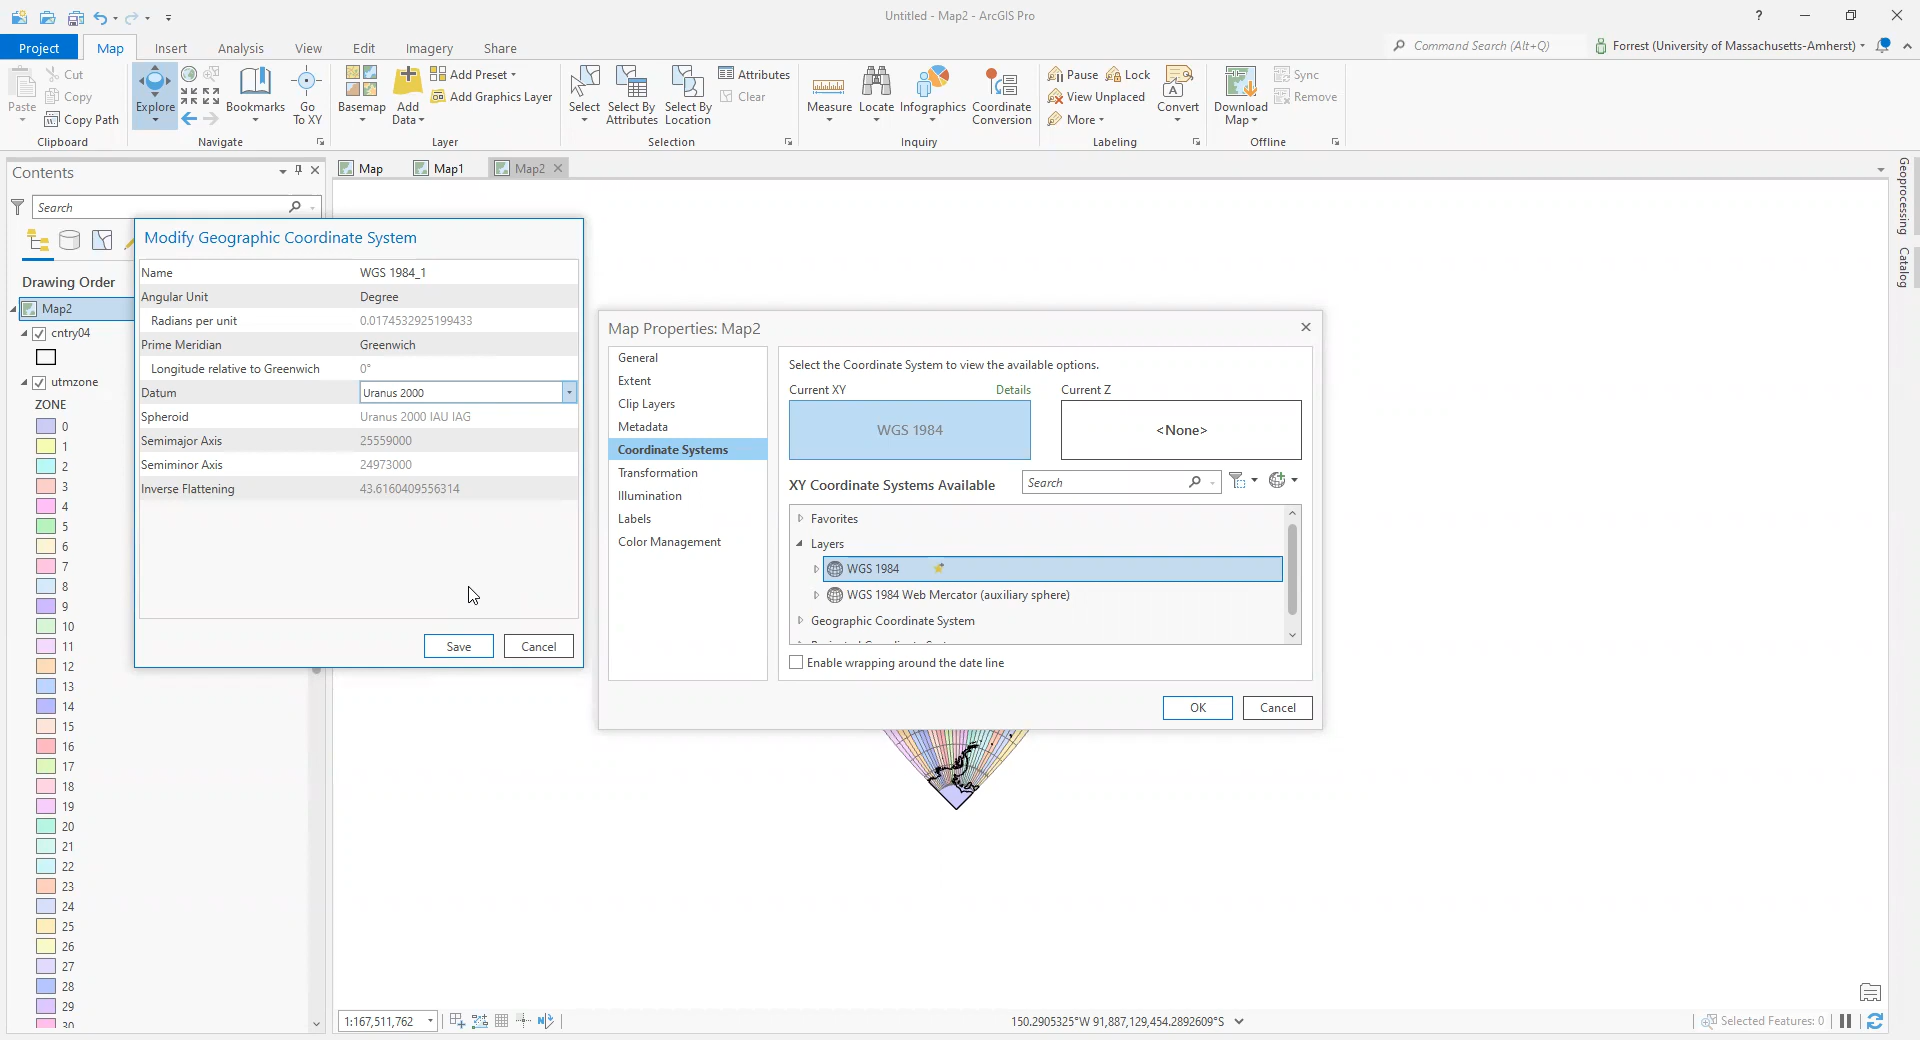 Untitled - Map2 - ArcGIS Pro
?
Project Map Insert Analysis View Edit Imagery Share
Command Search (Alt+Q)
Forrest (University of Massachusetts-Amherst)
Paste
Cut
Copy
Copy Path
Clipboard
Explore
Bookmarks
Go To XY
Navigate
Basemap
Add Data
Add Preset
Add Graphics Layer
Layer
Select
Select By Attributes
Select By Location
Attributes
Clear
Selection
Measure
Locate
Infographics
Coordinate Conversion
Inquiry
Pause
Lock
View Unplaced
More
Convert
Labeling
Download Map
Sync
Remove
Offline
Contents
Search
Drawing Order
Map2
cntry04
utmzone
ZONE
0
1
2
3
4
5
6
7
8
9
10
11
12
13
14
15
16
17
18
19
20
21
22
23
24
25
26
27
28
29
30
Map Map1 Map2
Geoprocessing
Catalog
Modify Geographic Coordinate System
Name WGS 1984_1
Angular Unit Degree
Radians per unit 0.0174532925199433
Prime Meridian Greenwich
Longitude relative to Greenwich 0°
Datum Uranus 2000
Spheroid Uranus 2000 IAU IAG
Semimajor Axis 25559000
Semiminor Axis 24973000
Inverse Flattening 43.6160409556314
Save Cancel
Map Properties: Map2
General
Extent
Clip Layers
Metadata
Coordinate Systems
Transformation
Illumination
Labels
Color Management
Select the Coordinate System to view the available options.
Current XY Details Current Z
WGS 1984 <None>
XY Coordinate Systems Available
Search
Favorites
Layers
WGS 1984
WGS 1984 Web Mercator (auxiliary sphere)
Geographic Coordinate System
Enable wrapping around the date line
OK Cancel
1:167,511,762
150.2905325°W 91,887,129,454.2892609°S
Selected Features: 0